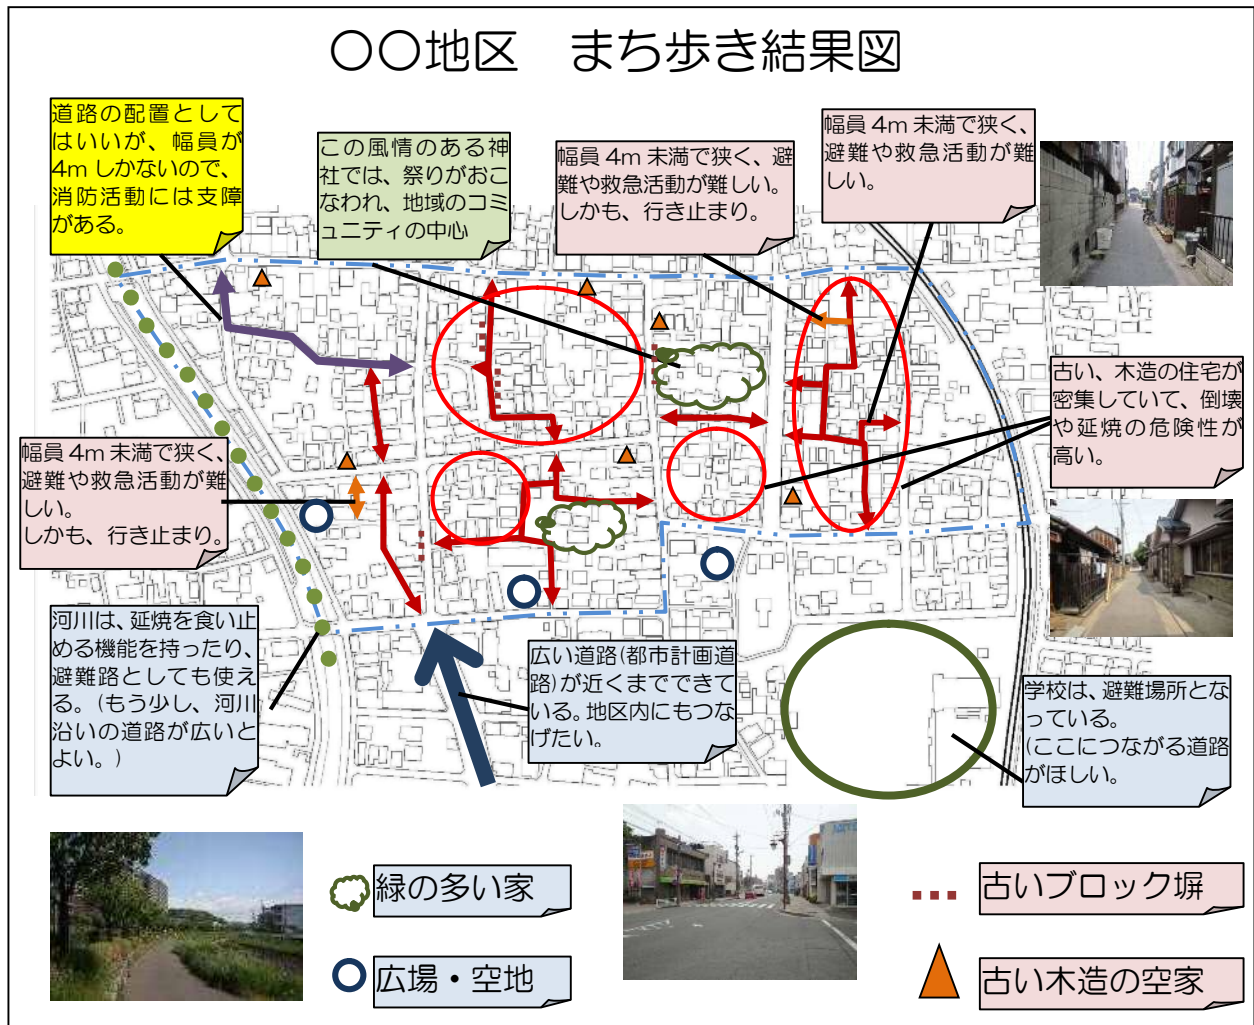 〇〇地区　まち歩き結果図
道路の配置として
はいいが、幅員が
4m しかないので、
消防活動には支障
がある。
この風情のある神
社では、祭りがおこ
なわれ、地域のコミ
ュニティの中心
幅員 4m 未満で狭く、避
難や救急活動が難しい。
しかも、行き止まり。
幅員 4m 未満で狭く、
避難や救急活動が難
しい。
古い、木造の住宅が
密集していて、倒壊
や延焼の危険性が
高い。
幅員 4m 未満で狭く、
避難や救急活動が難
しい。
しかも、行き止まり。
河川は、延焼を食い止
める機能を持ったり、
避難路としても使え
る。(もう少し、河川
沿いの道路が広いと
よい。)
広い道路(都市計画道
路)が近くまでできて
いる。地区内にもつな
げたい。
学校は、避難場所とな
っている。
(ここにつながる道路
がほしい。
緑の多い家
広場・空地
古いブロック塀
古い木造の空家